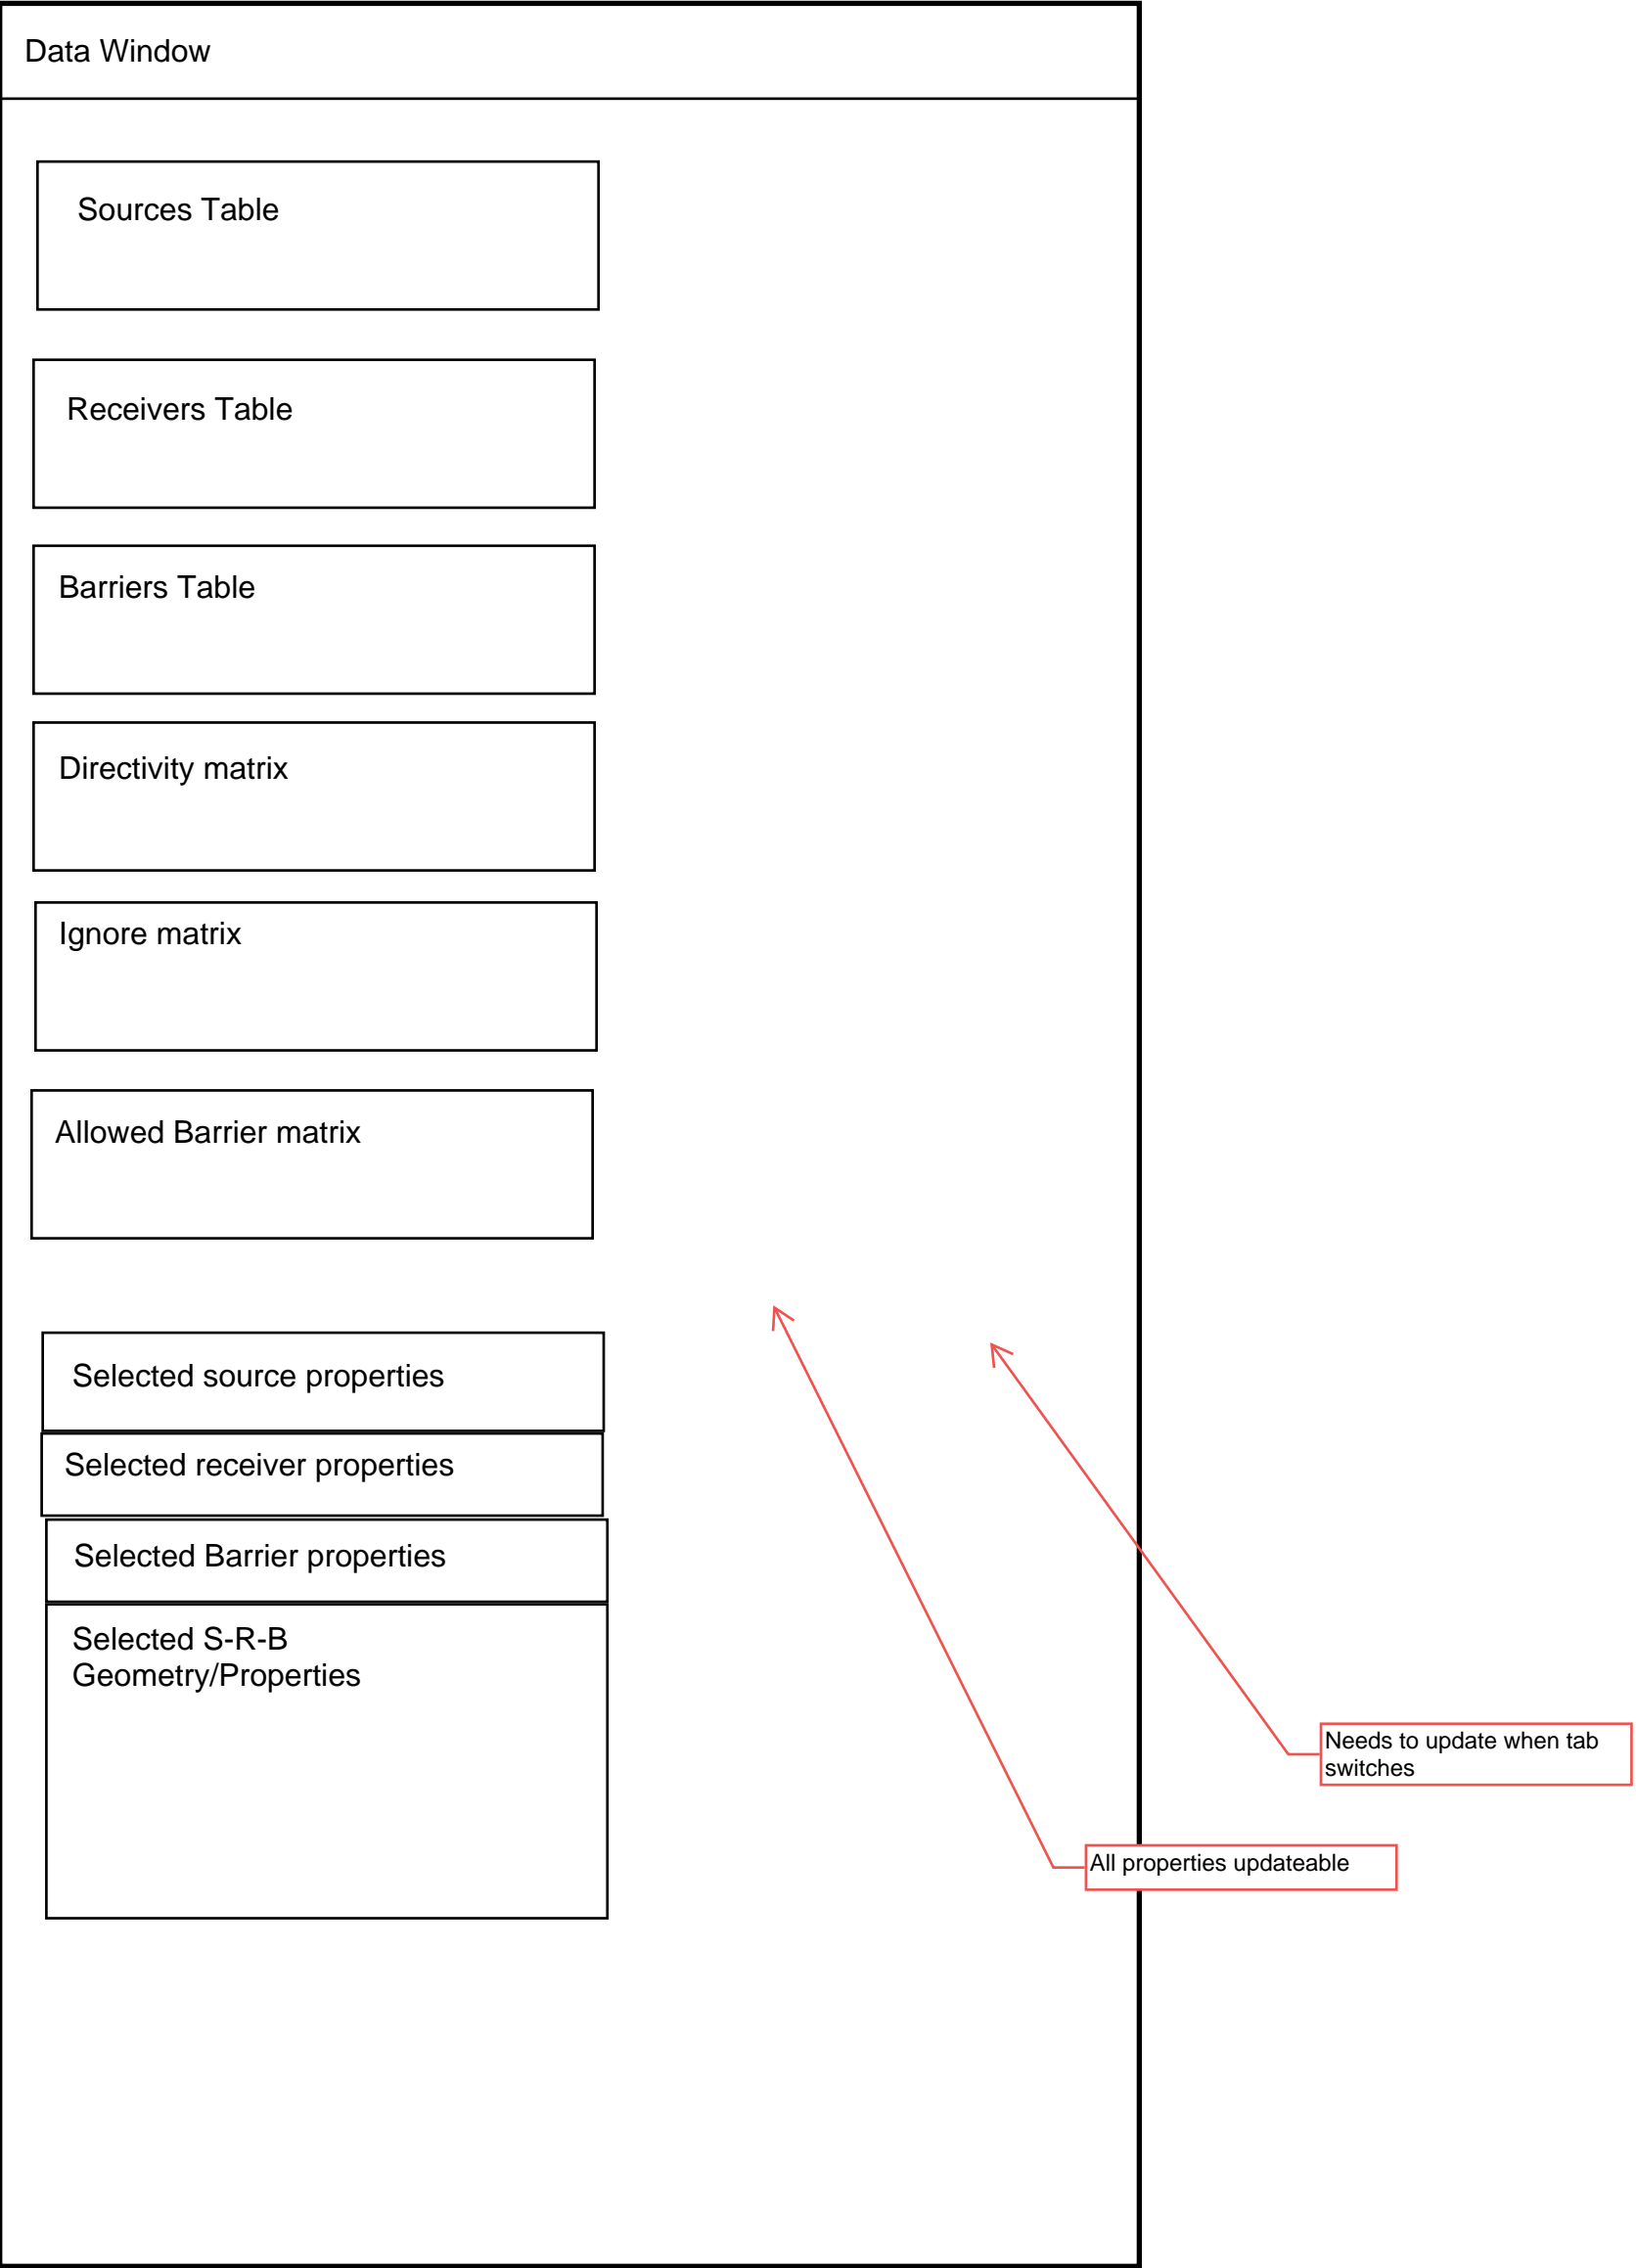 Data Window
Sources Table
Receivers Table
Barriers Table
Directivity matrix
Ignore matrix
Allowed Barrier matrix
Selected source properties
Selected receiver properties
Selected Barrier properties
Selected S-R-B
Geometry/Properties
Needs to update when tab
switches
All properties updateable